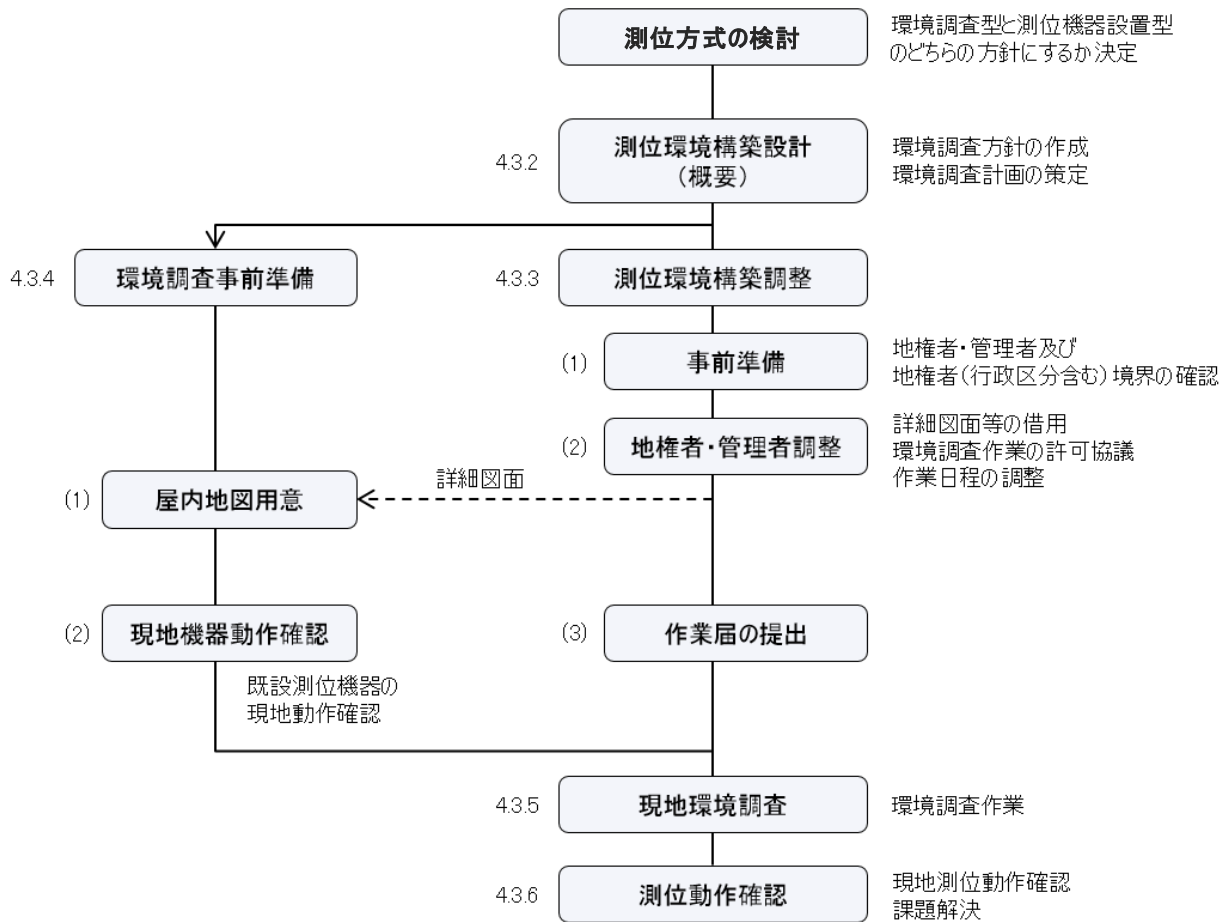 測位方式の検討
環境調査型と測位機器設置型
のどちらの方針にするか決定
4.3.2
測位環境構築設計
（概要）
環境調査方針の作成
環境調査計画の策定
4.3.4
環境調査事前準備
4.3.3
測位環境構築調整
(1)
事前準備
地権者・管理者及び
地権者（行政区分含む）境界の確認
(2)
地権者・管理者調整
詳細図面等の借用
環境調査作業の許可協議
作業日程の調整
詳細図面
(1)
屋内地図用意
(2)
現地機器動作確認
(3)
作業届の提出
既設測位機器の
現地動作確認
4.3.5
現地環境調査
環境調査作業
4.3.6
測位動作確認
現地測位動作確認
課題解決